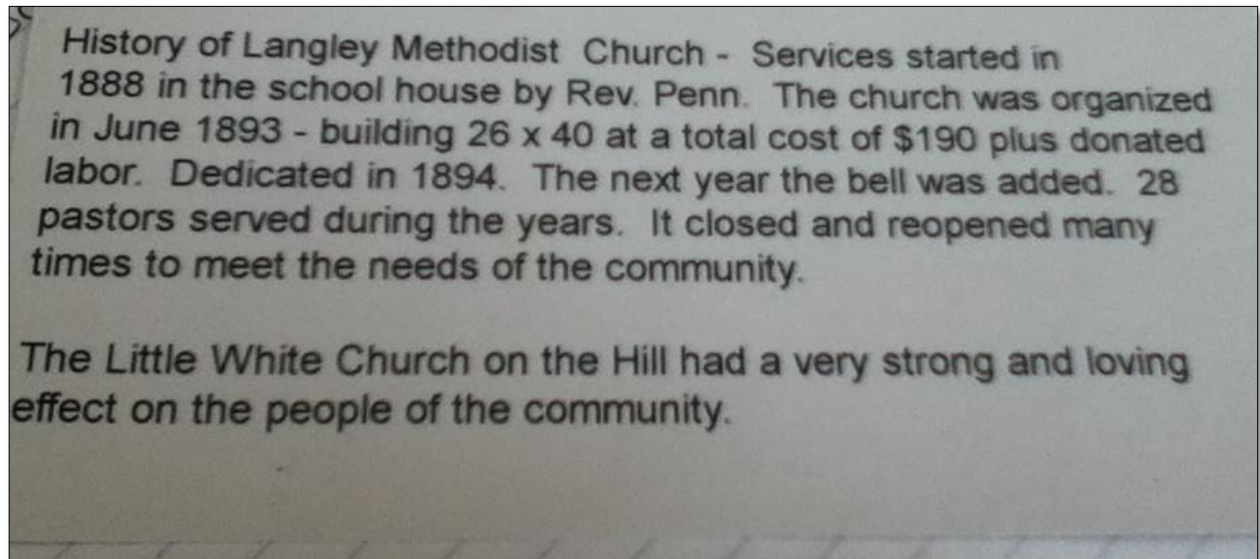 History of Langley Methodist Church - Services started in
1888 in the school house by Rev. Penn. The church was organized
in June 1893 - building 26 x 40 at a total cost of $190 plus donated
labor. Dedicated in 1894. The next year the bell was added. 28
pastors served during the years. It closed and reopened many
times to meet the needs of the community.
The Little White Church on the Hill had a very strong and loving
effect on the people of the community.